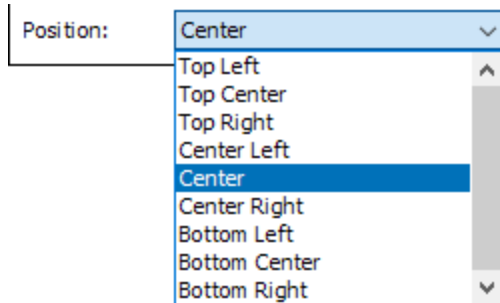 Position: Center
Top Left
Top Center
Top Right
Center Left
Center
Center Right
Bottom Left
Bottom Center
Bottom Right